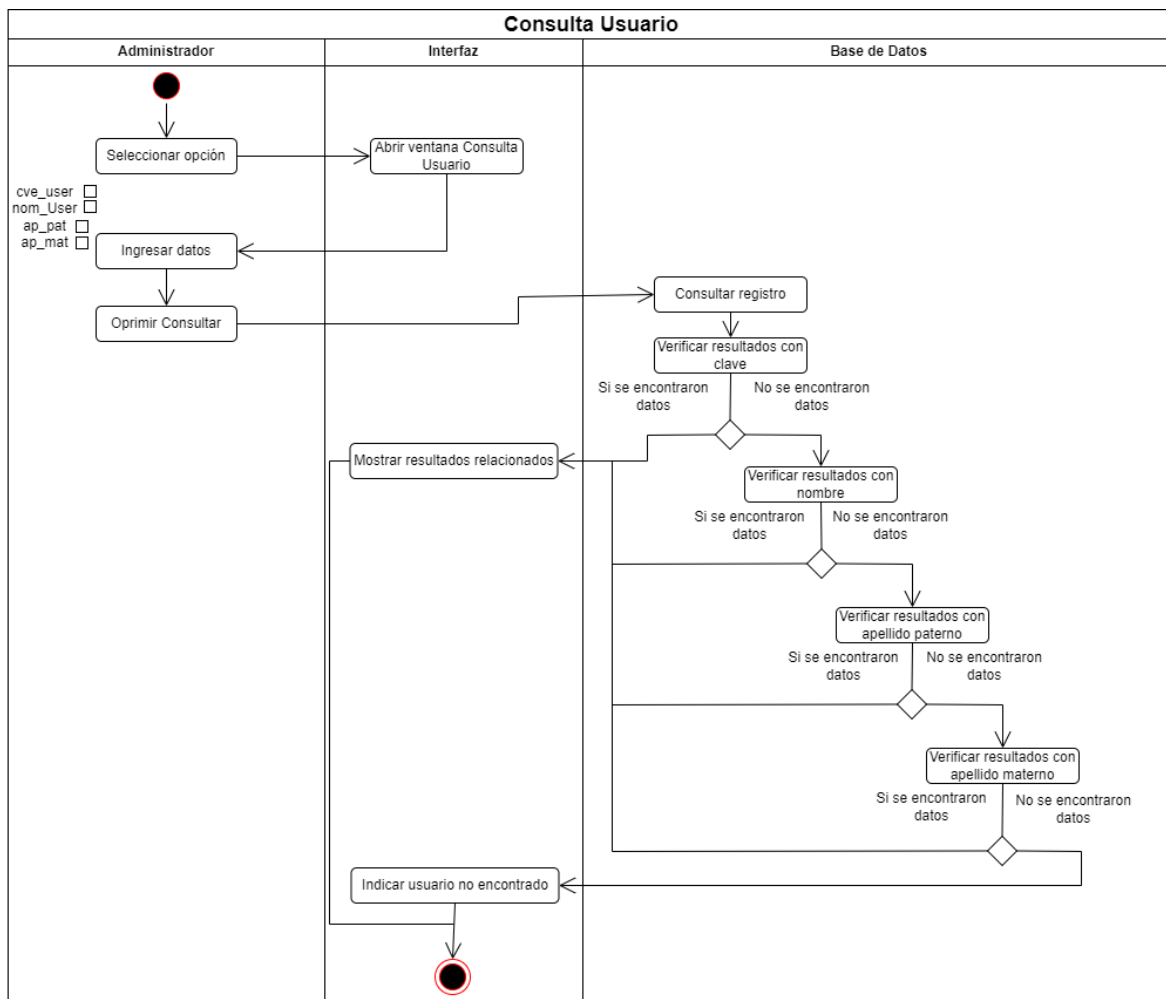 Consulta Usuario
Administrador
Interfaz
Base de Datos
Seleccionar opción
Abrir ventana Consulta
Usuario
cve_user
nom_User
ap_pat
ap_mat
Ingresar datos
Oprimir Consultar
Consultar registro
Verificar resultados con
clave
Si se encontraron
datos
No se encontraron
datos
Mostrar resultados relacionados
Verificar resultados con
nombre
Si se encontraron
datos
No se encontraron
datos
Verificar resultados con
apellido paterno
Si se encontraron
datos
No se encontraron
datos
Verificar resultados con
apellido materno
Si se encontraron
datos
No se encontraron
datos
Indicar usuario no encontrado